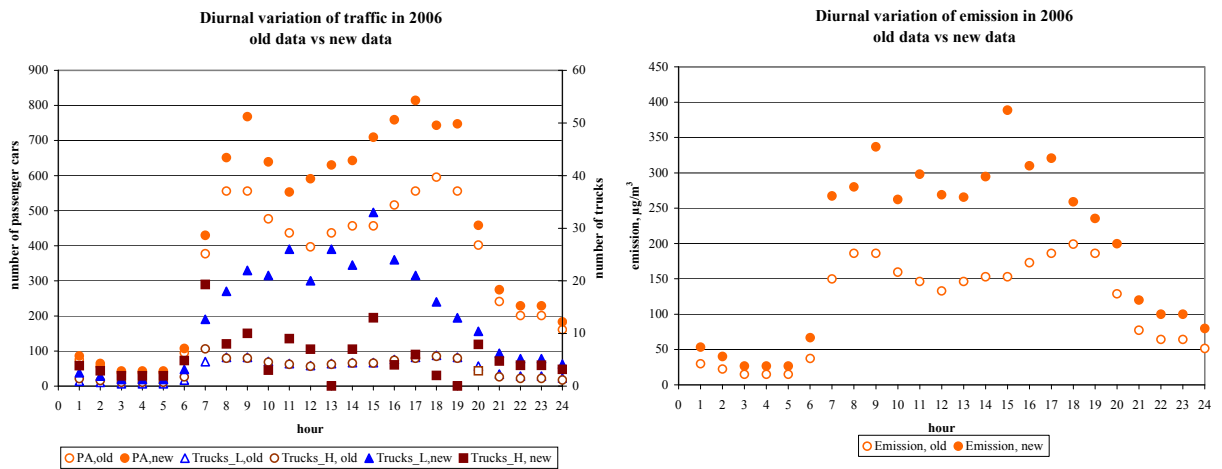 Diurnal variation of traffic in 2006
old data vs new data
900
800
700
600
500
400
300
200
100
0
number of passenger cars
60
50
40
30
20
10
0
number of trucks
0 1 2 3 4 5 6 7 8 9 10 11 12 13 14 15 16 17 18 19 20 21 22 23 24
hour
PA,old PA,new Trucks_L,old Trucks_H, old Trucks_L,new Trucks_H, new
Diurnal variation of emission in 2006
old data vs new data
450
400
350
300
250
200
150
100
50
0
emission, µg/m³
0 1 2 3 4 5 6 7 8 9 10 11 12 13 14 15 16 17 18 19 20 21 22 23 24
hour
Emission, old Emission, new